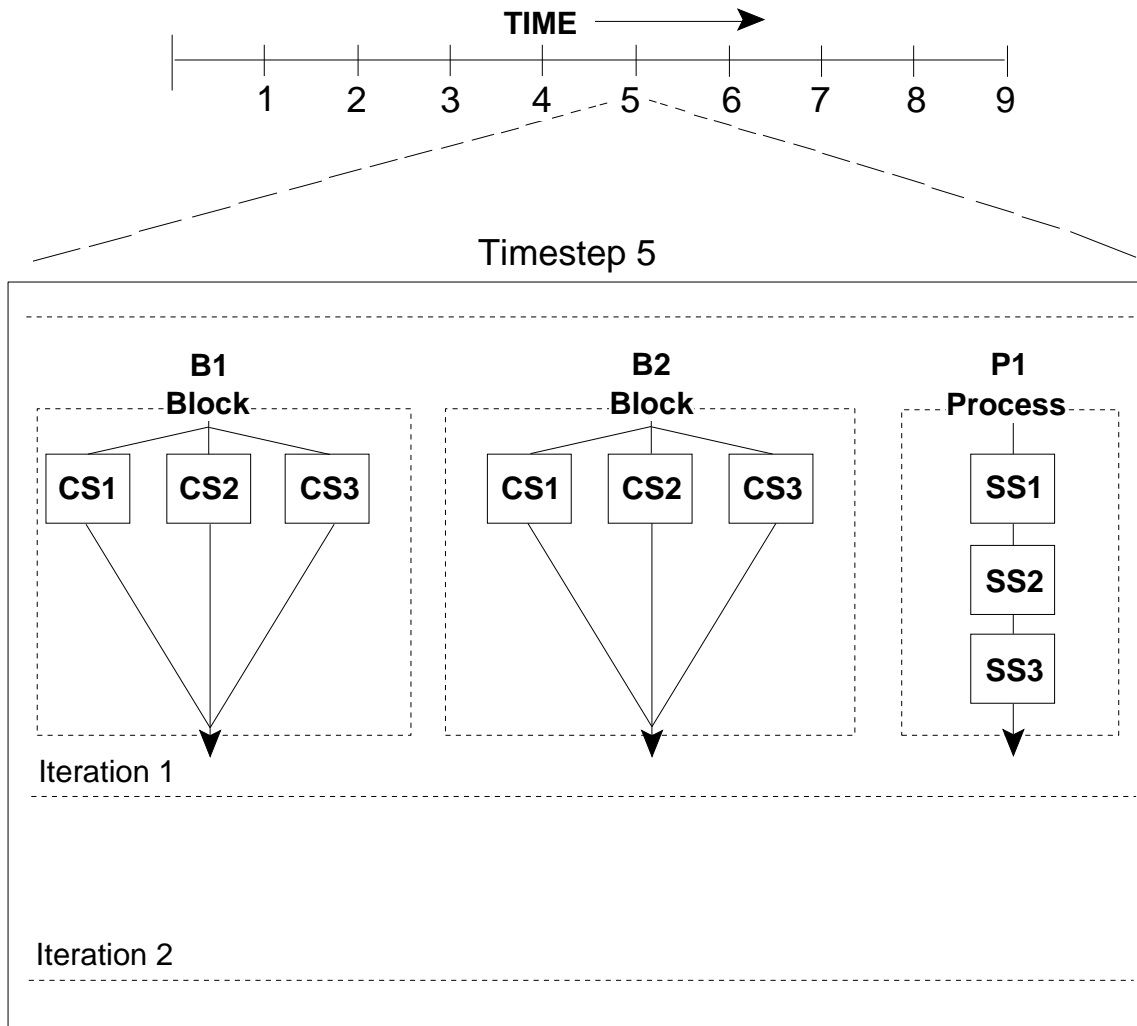 TIME
1 2 3 4 5 6 7 8 9
Timestep 5
B1 B2 P1
Block Block Process
CS1 CS2 CS3 CS1 CS2 CS3 SS1
SS2
SS3
Iteration 1
Iteration 2